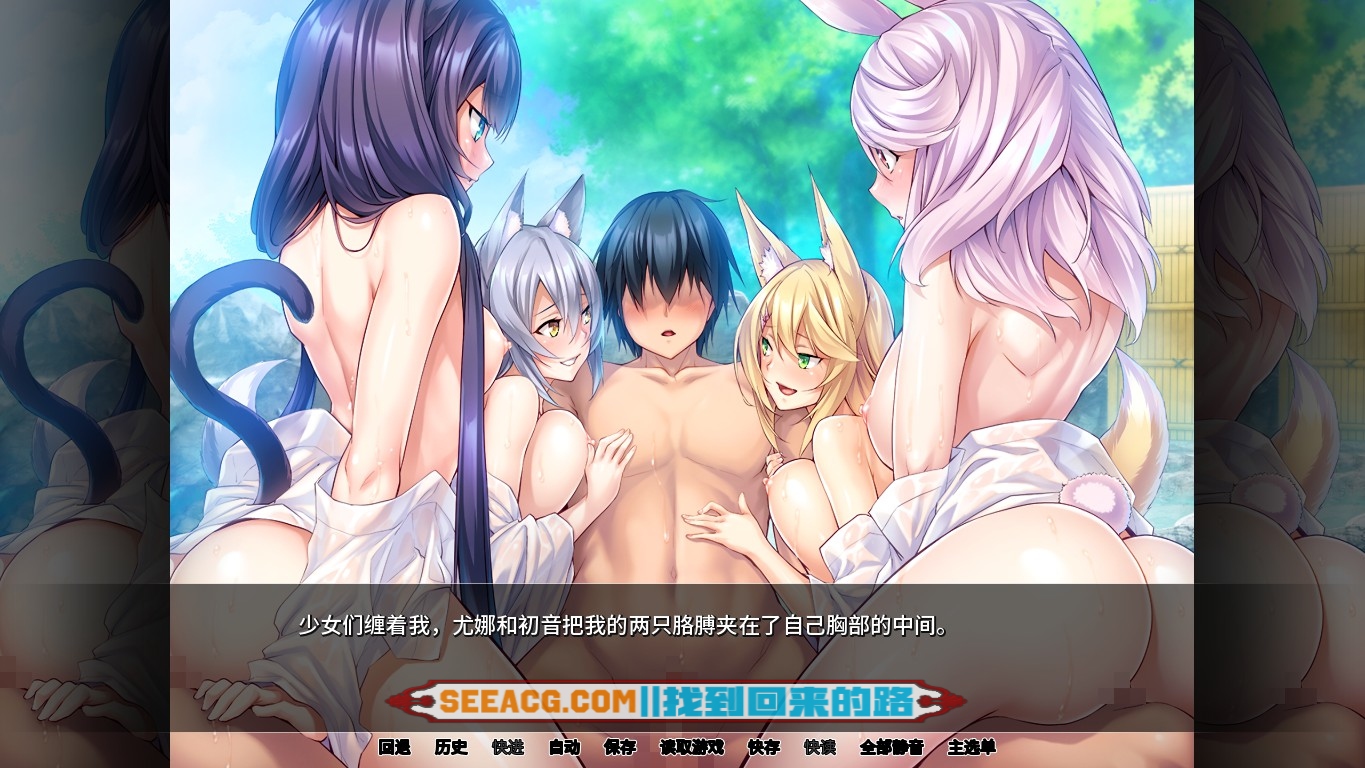 少女们缠着我，尤娜和初音把我的两只胳膊夹在了自己胸部的中间。
SEEACG.COM||找到回来的路
回退 历史 快进 自动 保存 读取游戏 快存 快读 全部静音 主选单